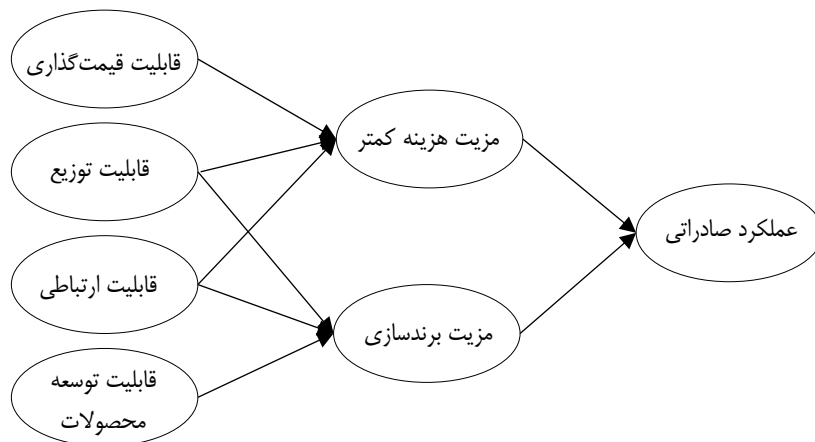 قابلیت قیمت‌گذاری
قابلیت توزیع
قابلیت ارتباطی
قابلیت توسعه
محصولات
مزیت هزینه کمتر
مزیت برندسازی
عملکرد صادراتی